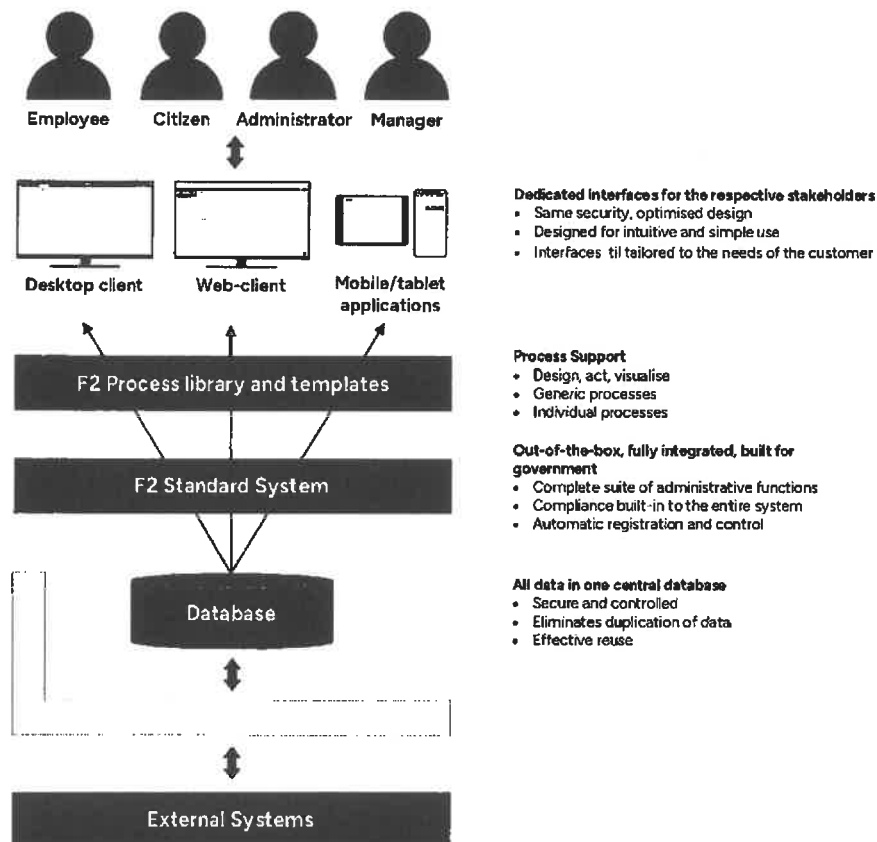 Employee Citizen Administrator Manager
Desktop client
Web-client
Mobile/tablet
applications
Dedicated interfaces for the respective stakeholders
• Same security, optimised design
• Designed for intuitive and simple use
• Interfaces til tailored to the needs of the customer
F2 Process library and templates
Process Support
• Design, act, visualise
• Generic processes
• Individual processes
F2 Standard System
Out-of-the-box, fully integrated, built for
government
• Complete suite of administrative functions
• Compliance built-in to the entire system
• Automatic registration and control
Database
All data in one central database
• Secure and controlled
• Eliminates duplication of data
• Effective reuse
External Systems